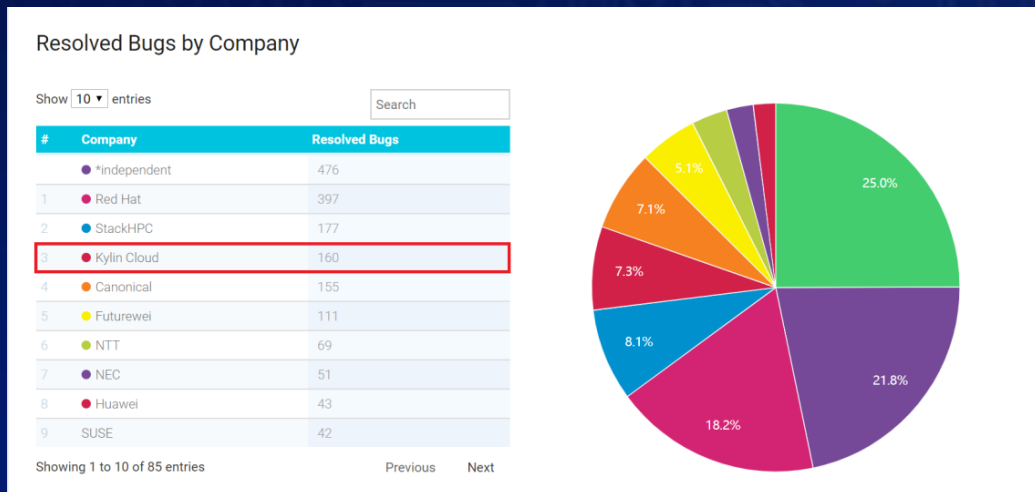 Resolved Bugs by Company
Show 10 entries
Search
# Company Resolved Bugs
*independent 476
1 Red Hat 397
2 StackHPC 177
3 Kylin Cloud 160
4 Canonical 155
5 Futurewei 111
6 NTT 69
7 NEC 51
8 Huawei 43
9 SUSE 42
Showing 1 to 10 of 85 entries
Previous Next
25.0%
21.8%
18.2%
8.1%
7.3%
7.1%
5.1%